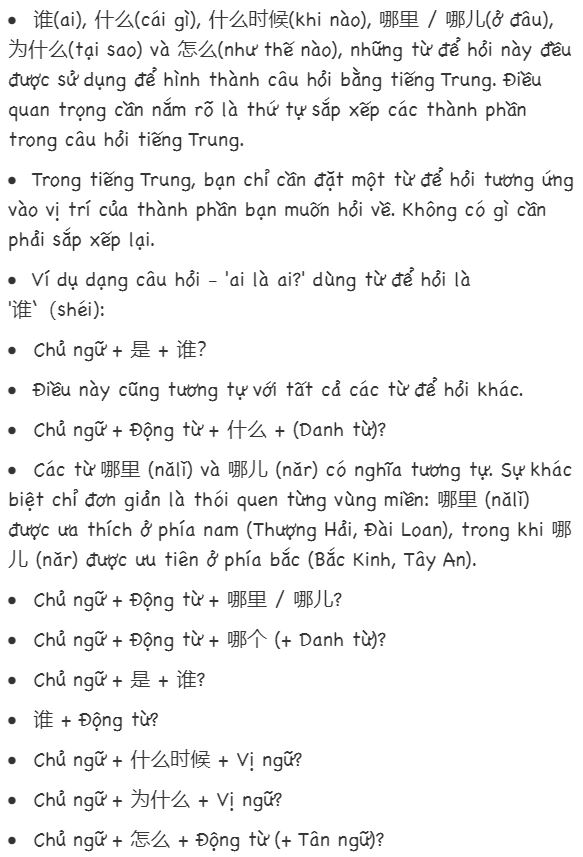 • 谁(ai), 什么(cái gì), 什么时候(khi nào), 哪里 / 哪儿(ở đâu),
为什么(tại sao) và 怎么(như thế nào), những từ để hỏi này đều
được sử dụng để hình thành câu hỏi bằng tiếng Trung. Điều
quan trọng cần nắm rõ là thứ tự sắp xếp các thành phần
trong câu hỏi tiếng Trung.
• Trong tiếng Trung, bạn chỉ cần đặt một từ để hỏi tương ứng
vào vị trí của thành phần bạn muốn hỏi về. Không có gì cần
phải sắp xếp lại.
• Ví dụ dạng câu hỏi - 'ai là ai?' dùng từ để hỏi là
'谁‘ (shéi):
• Chủ ngữ + 是 + 谁?
• Điều này cũng tương tự với tất cả các từ để hỏi khác.
• Chủ ngữ + Động từ + 什么 + (Danh từ)?
• Các từ 哪里 (nǎlǐ) và 哪儿 (nǎr) có nghĩa tương tự. Sự khác
biệt chỉ đơn giản là thói quen từng vùng miền: 哪里 (nǎlǐ)
được ưa thích ở phía nam (Thượng Hải, Đài Loan), trong khi 哪
儿 (nǎr) được ưu tiên ở phía bắc (Bắc Kinh, Tây An).
• Chủ ngữ + Động từ + 哪里 / 哪儿?
• Chủ ngữ + Động từ + 哪个 (+ Danh từ)?
• Chủ ngữ + 是 + 谁?
• 谁 + Động từ?
• Chủ ngữ + 什么时候 + Vị ngữ?
• Chủ ngữ + 为什么 + Vị ngữ?
• Chủ ngữ + 怎么 + Động từ (+ Tân ngữ)?